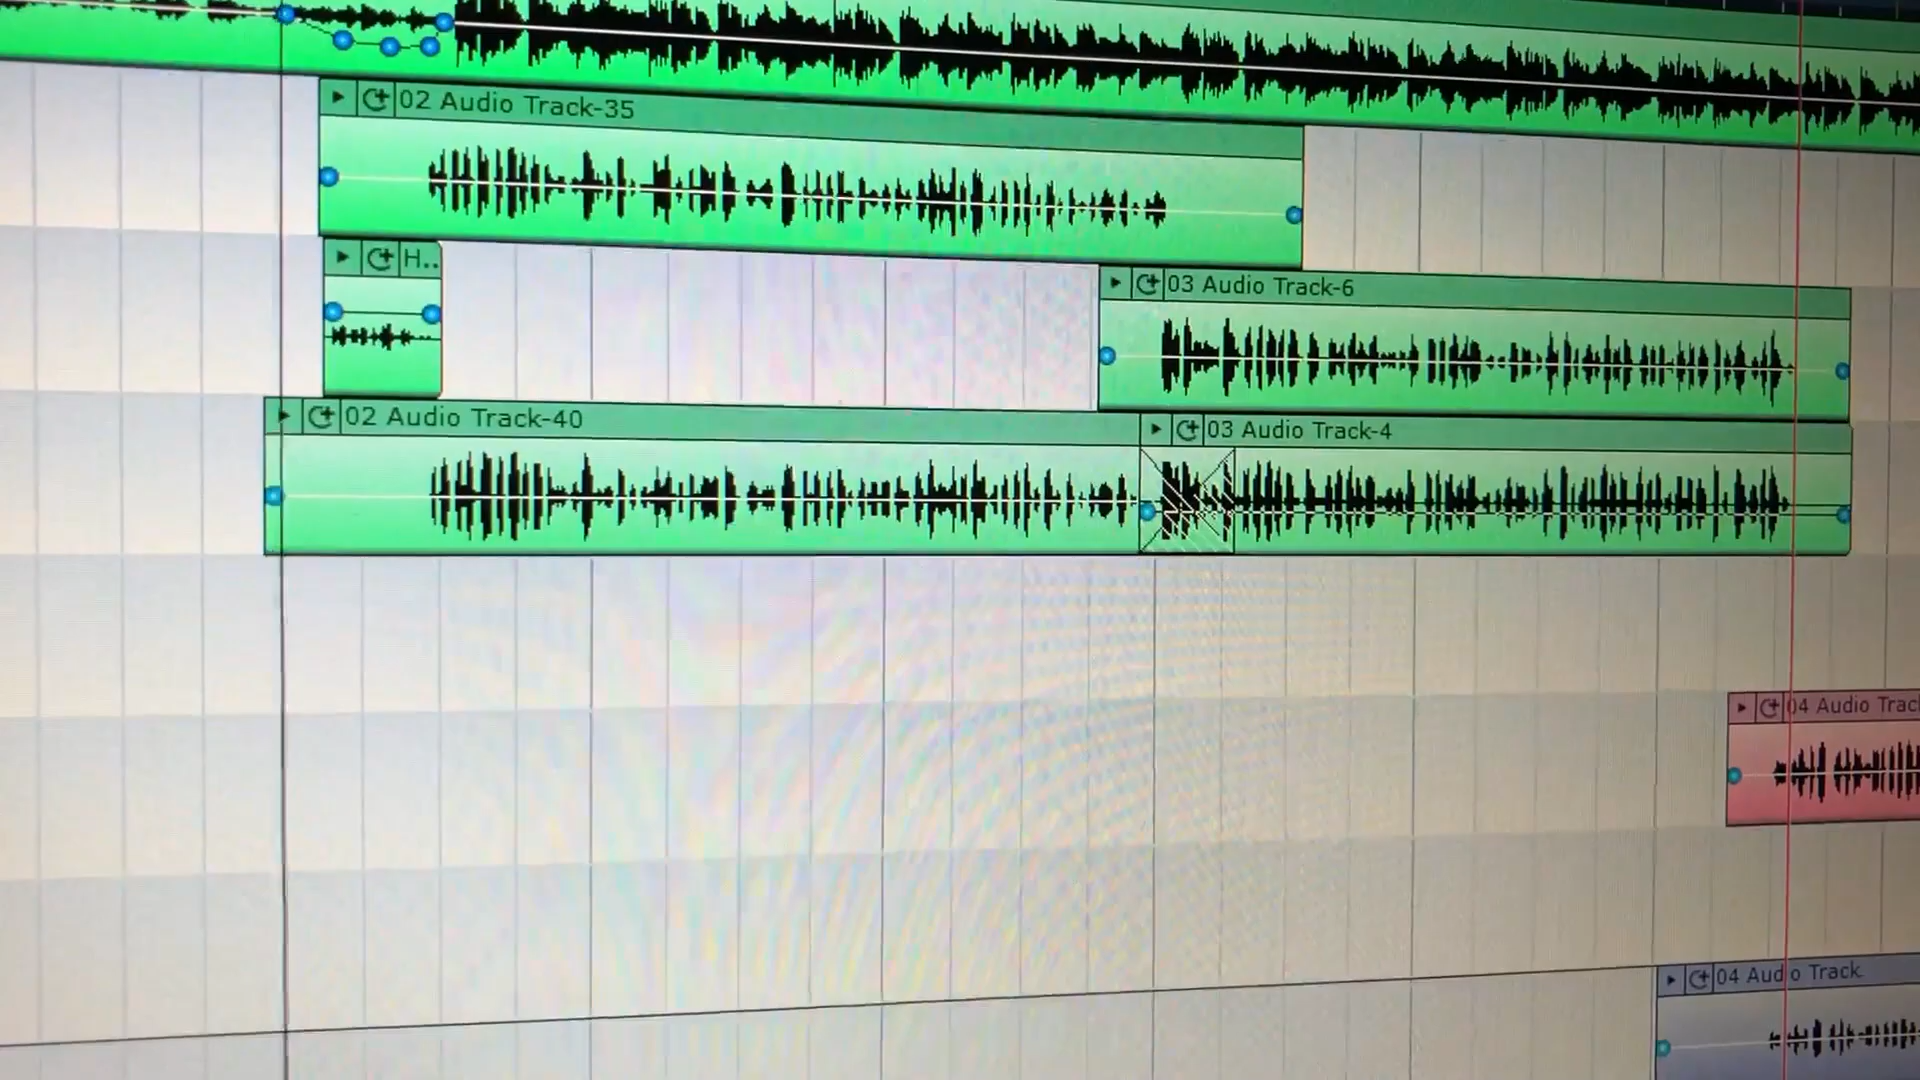 02 Audio Track-35
H..
03 Audio Track-6
02 Audio Track-40
03 Audio Track-4
04 Audio Trac
04 Audio Track